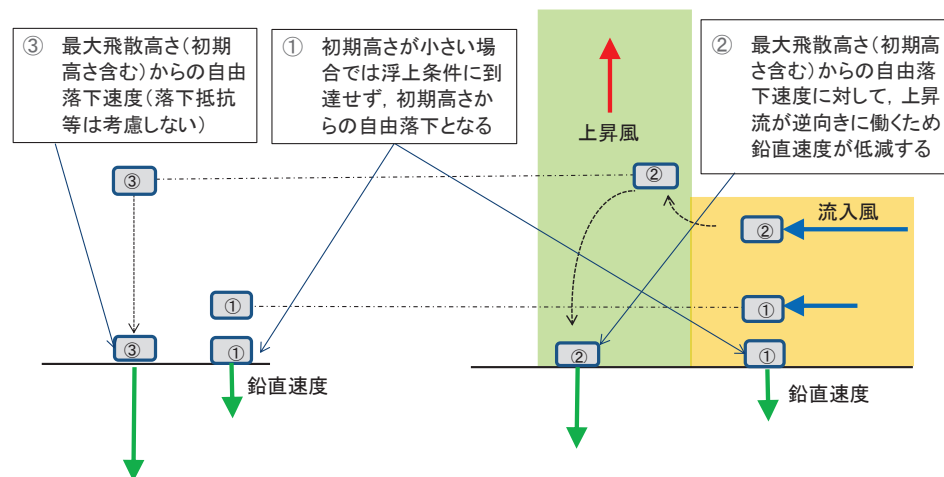 ③ 最大飛散高さ(初期
高さ含む)からの自由
落下速度(落下抵抗
等は考慮しない)
① 初期高さが小さい場
合では浮上条件に到
達せず，初期高さか
らの自由落下となる
② 最大飛散高さ(初期高
さ含む)からの自由落
下速度に対して，上昇
流が逆向きに働くため
鉛直速度が低減する
上昇風
流入風
③
②
②
①
①
③
①
②
①
鉛直速度
鉛直速度